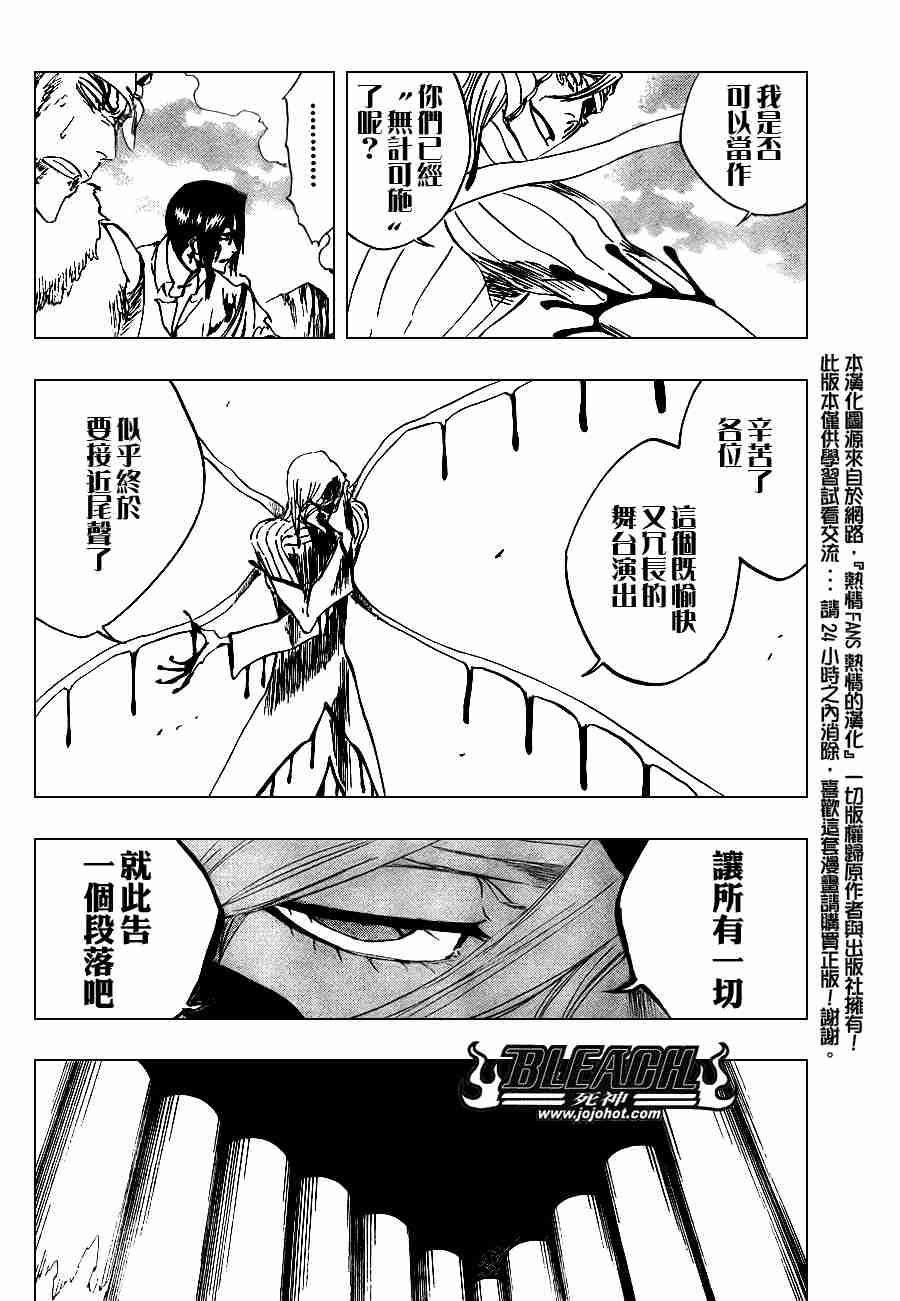 我是否
可以當作
你們已經
“無計可施”
了呢？
………
辛苦了
各位
這個既愉快
又冗長的
舞台演出
似乎終於
要接近尾聲了
讓所有一切
就此告
一個段落吧
BLEACH
死神
www.jojohot.com
本漢化圖源來自於網路．『熱情FANS熱情的漢化』一切版權歸原作者與出版社擁有！
此版本僅供學習試看交流…請24小時之內消除．喜歡這套漫畫請購買正版！謝謝。